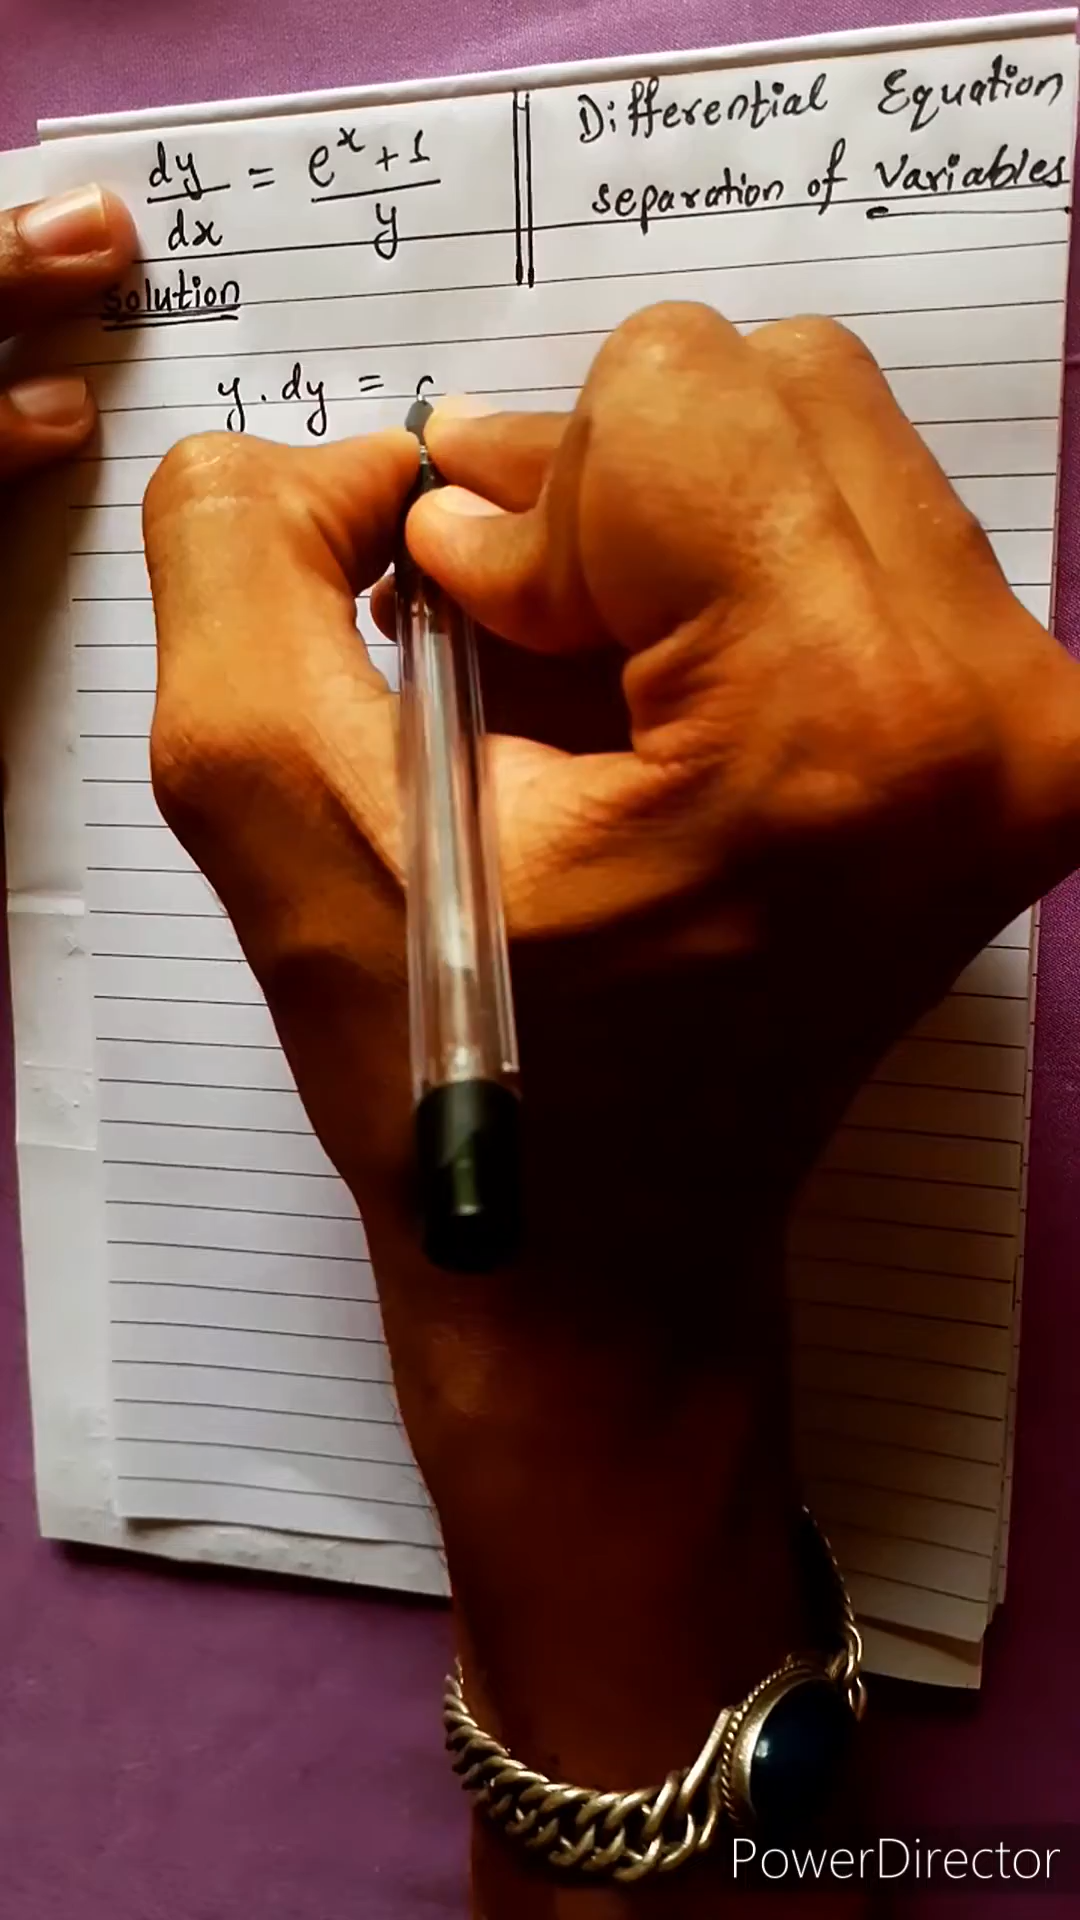 dy/dx = (e^x + 1)/y
Differential Equation
separation of variables
solution
y . dy =
PowerDirector